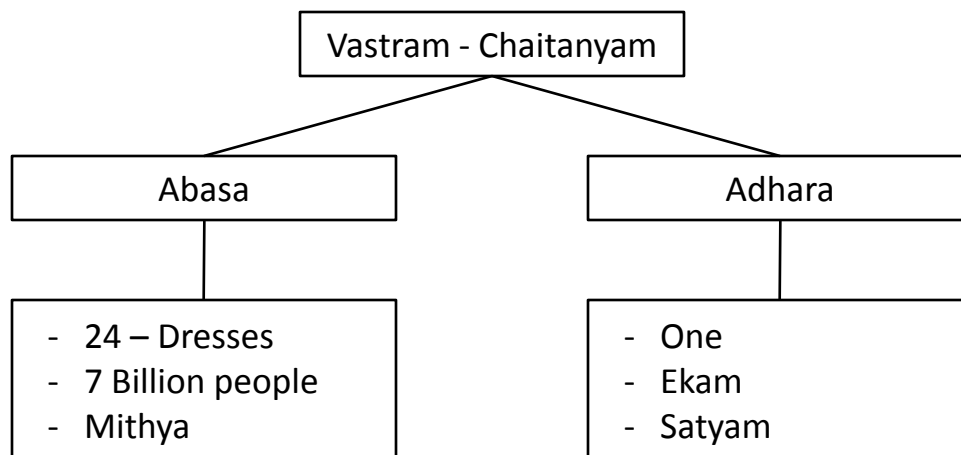 Vastram - Chaitanyam
Abasa
Adhara
- 24 – Dresses
- 7 Billion people
- Mithya
- One
- Ekam
- Satyam